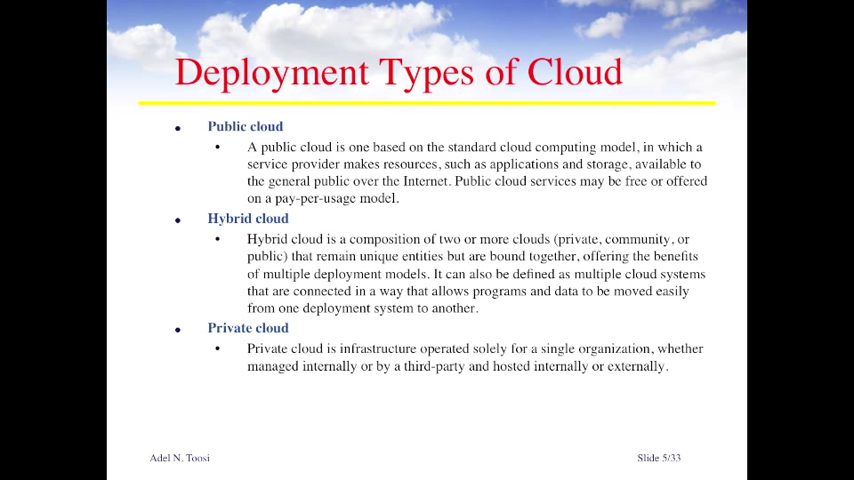 Deployment Types of Cloud
• Public cloud
• A public cloud is one based on the standard cloud computing model, in which a
service provider makes resources, such as applications and storage, available to
the general public over the Internet. Public cloud services may be free or offered
on a pay-per-usage model.
• Hybrid cloud
• Hybrid cloud is a composition of two or more clouds (private, community, or
public) that remain unique entities but are bound together, offering the benefits
of multiple deployment models. It can also be defined as multiple cloud systems
that are connected in a way that allows programs and data to be moved easily
from one deployment system to another.
• Private cloud
• Private cloud is infrastructure operated solely for a single organization, whether
managed internally or by a third-party and hosted internally or externally.
Adel N. Toosi
Slide 5/33